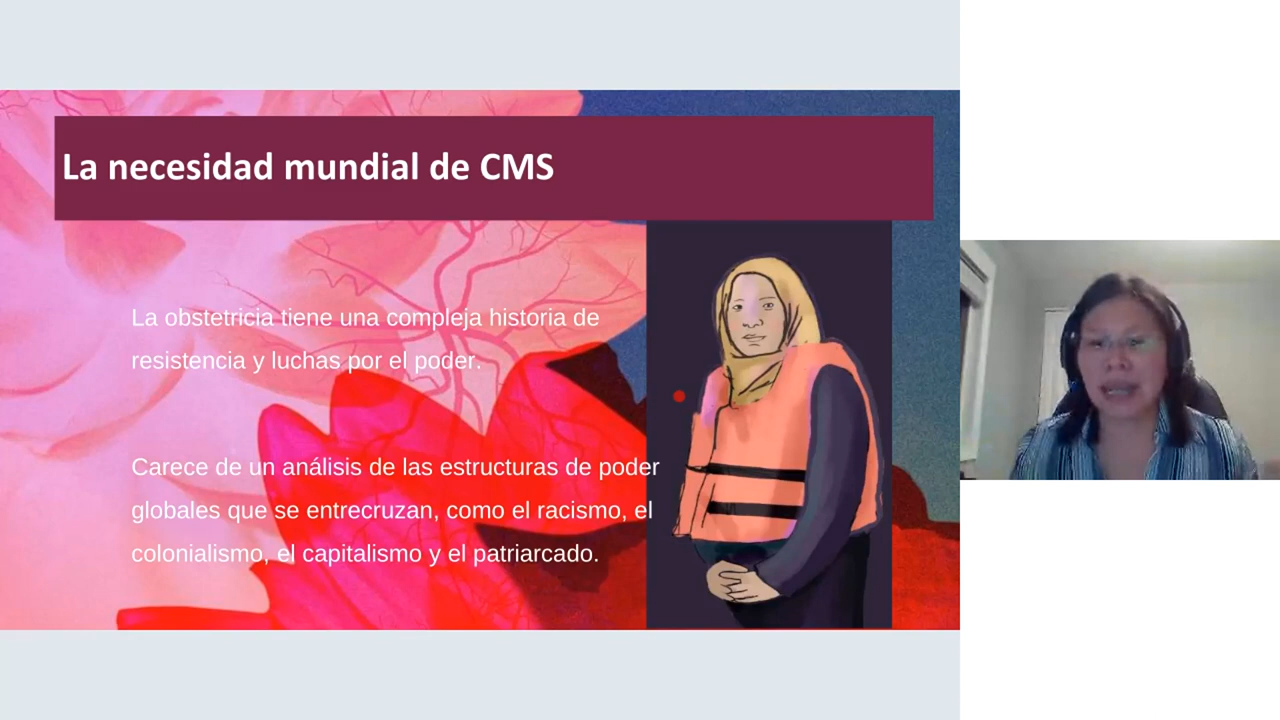 La necesidad mundial de CMS
La obstetricia tiene una compleja historia de
resistencia y luchas por el poder.
Carece de un análisis de las estructuras de poder
globales que se entrecruzan, como el racismo, el
colonialismo, el capitalismo y el patriarcado.